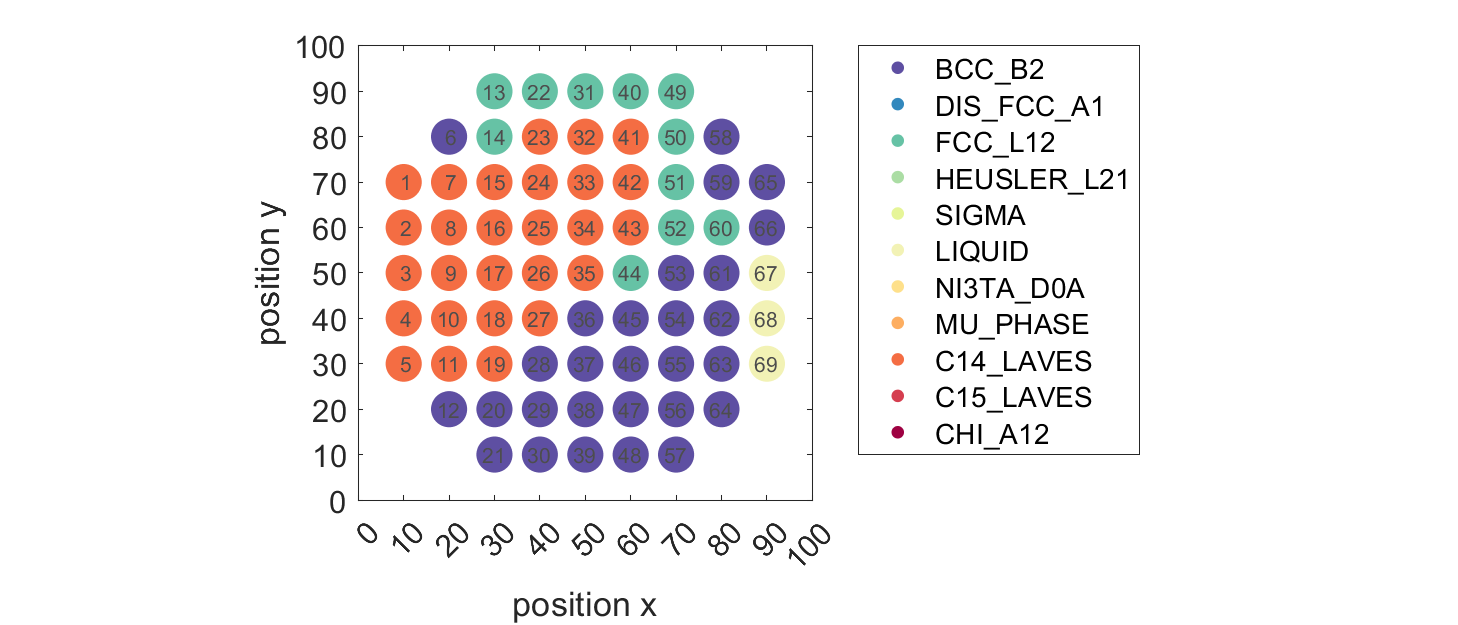 100
90
80
70
60
50
40
30
20
10
0
position y
13 22 31 40 49
6 14 23 32 41 50 58
1 7 15 24 33 42 51 59 65
2 8 16 25 34 43 52 60 66
3 9 17 26 35 44 53 61 67
4 10 18 27 36 45 54 62 68
5 11 19 28 37 46 55 63 69
12 20 29 38 47 56 64
21 30 39 48 57
0 10 20 30 40 50 60 70 80 90 100
position x
BCC_B2
DIS_FCC_A1
FCC_L12
HEUSLER_L21
SIGMA
LIQUID
NI3TA_D0A
MU_PHASE
C14_LAVES
C15_LAVES
CHI_A12